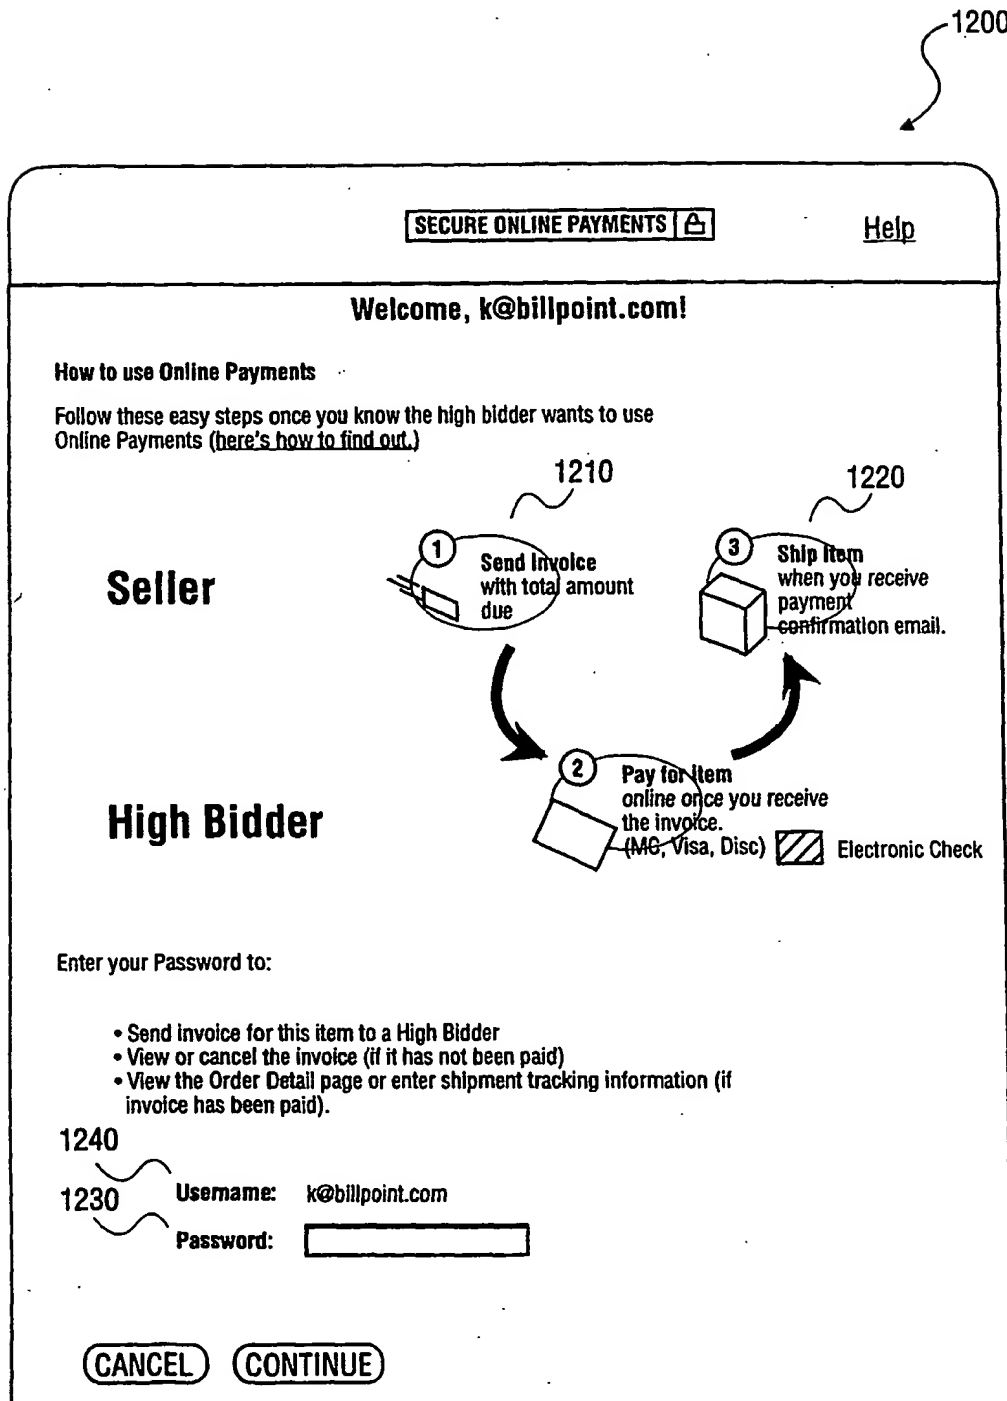 1200
SECURE ONLINE PAYMENTS
Help
Welcome, k@billpoint.com!
How to use Online Payments
Follow these easy steps once you know the high bidder wants to use
Online Payments (here's how to find out.)
1210
1220
Seller
1
Send Invoice
with total amount
due
3
Ship Item
when you receive
payment
confirmation email.
High Bidder
2
Pay for Item
online once you receive
the invoice.
(MC, Visa, Disc)
Electronic Check
Enter your Password to:
• Send invoice for this item to a High Bidder
• View or cancel the invoice (if it has not been paid)
• View the Order Detail page or enter shipment tracking information (if
invoice has been paid).
1240
Username: k@billpoint.com
1230
Password:
CANCEL CONTINUE